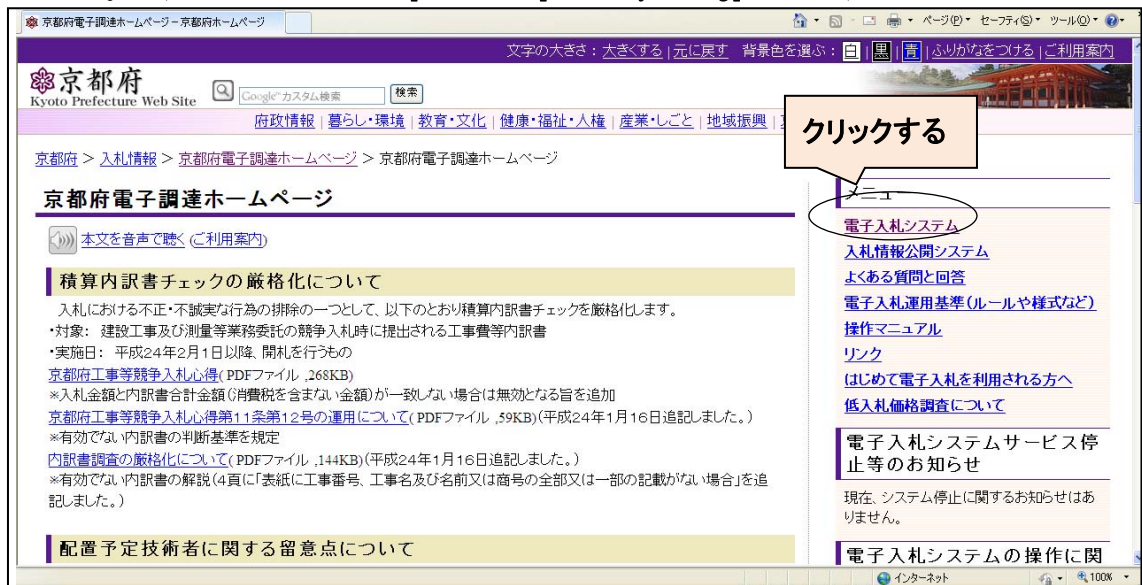 京都府電子調達ホームページ－京都府ホームページ
ページ(P) セーフティ(S) ツール(O)
文字の大きさ：大きくする｜元に戻す 背景色を選ぶ：白｜黒｜青｜ふりがなをつける｜ご利用案内
京都府
Kyoto Prefecture Web Site
Google™カスタム検索 検索
府政情報｜暮らし・環境｜教育・文化｜健康・福祉・人権｜産業・しごと｜地域振興｜
クリックする
京都府 > 入札情報 > 京都府電子調達ホームページ > 京都府電子調達ホームページ
京都府電子調達ホームページ
本文を音声で聴く(ご利用案内)
積算内訳書チェックの厳格化について
入札における不正・不誠実な行為の排除の一つとして、以下のとおり積算内訳書チェックを厳格化します。
・対象： 建設工事及び測量等業務委託の競争入札時に提出される工事費等内訳書
・実施日： 平成24年2月1日以降、開札を行うもの
京都府工事等競争入札心得(PDFファイル ,268KB)
※入札金額と内訳書合計金額(消費税を含まない金額)が一致しない場合は無効となる旨を追加
京都府工事等競争入札心得第11条第12号の運用について(PDFファイル ,59KB)(平成24年1月16日追記しました。)
※有効でない内訳書の判断基準を規定
内訳書調査の厳格化について(PDFファイル ,144KB)(平成24年1月16日追記しました。)
※有効でない内訳書の解説(4頁に「表紙に工事番号、工事名及び名前又は商号の全部又は一部の記載がない場合」を追
記しました。)
配置予定技術者に関する留意点について
メニュー
電子入札システム
入札情報公開システム
よくある質問と回答
電子入札運用基準(ルールや様式など)
操作マニュアル
リンク
はじめて電子入札を利用される方へ
低入札価格調査について
電子入札システムサービス停
止等のお知らせ
現在、システム停止に関するお知らせはあ
りません。
電子入札システムの操作に関
インターネット 100%